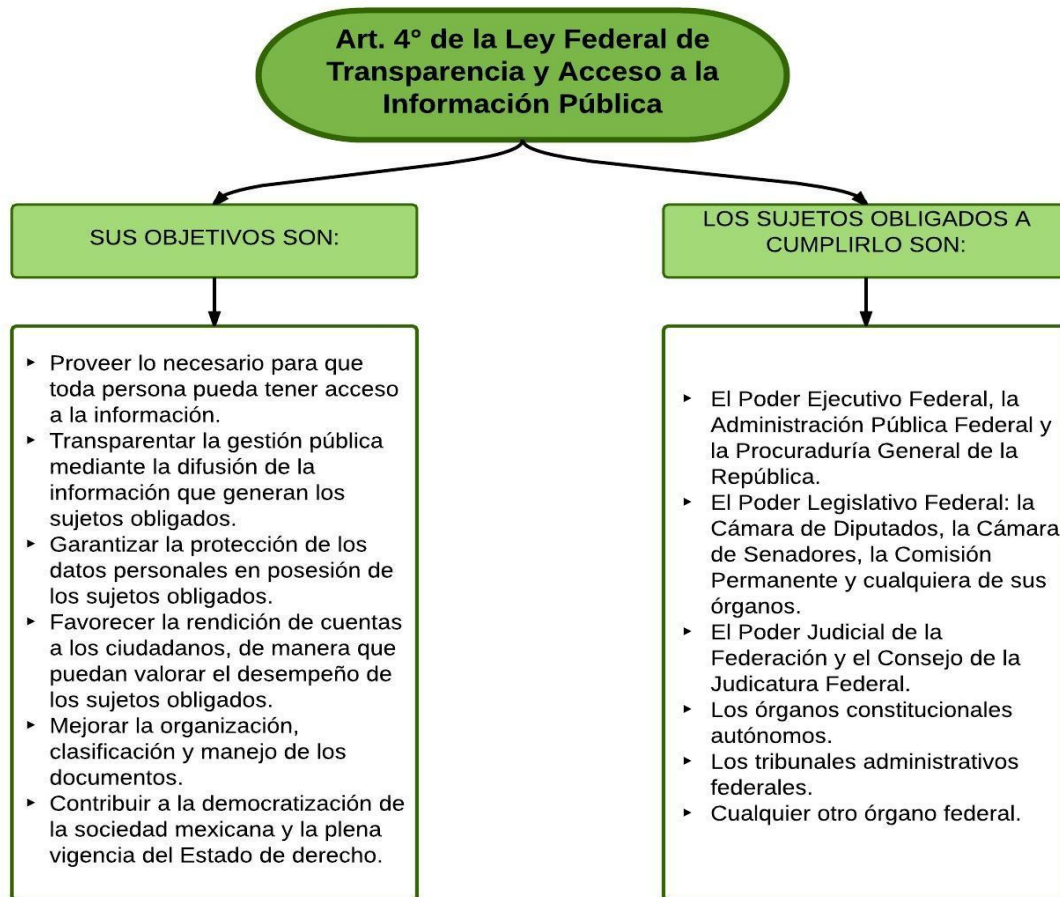 Art. 4° de la Ley Federal de
Transparencia y Acceso a la
Información Pública
SUS OBJETIVOS SON:
▸ Proveer lo necesario para que
toda persona pueda tener acceso
a la información.
▸ Transparentar la gestión pública
mediante la difusión de la
información que generan los
sujetos obligados.
▸ Garantizar la protección de los
datos personales en posesión de
los sujetos obligados.
▸ Favorecer la rendición de cuentas
a los ciudadanos, de manera que
puedan valorar el desempeño de
los sujetos obligados.
▸ Mejorar la organización,
clasificación y manejo de los
documentos.
▸ Contribuir a la democratización de
la sociedad mexicana y la plena
vigencia del Estado de derecho.
LOS SUJETOS OBLIGADOS A
CUMPLIRLO SON:
▸ El Poder Ejecutivo Federal, la
Administración Pública Federal y
la Procuraduría General de la
República.
▸ El Poder Legislativo Federal: la
Cámara de Diputados, la Cámara
de Senadores, la Comisión
Permanente y cualquiera de sus
órganos.
▸ El Poder Judicial de la
Federación y el Consejo de la
Judicatura Federal.
▸ Los órganos constitucionales
autónomos.
▸ Los tribunales administrativos
federales.
▸ Cualquier otro órgano federal.